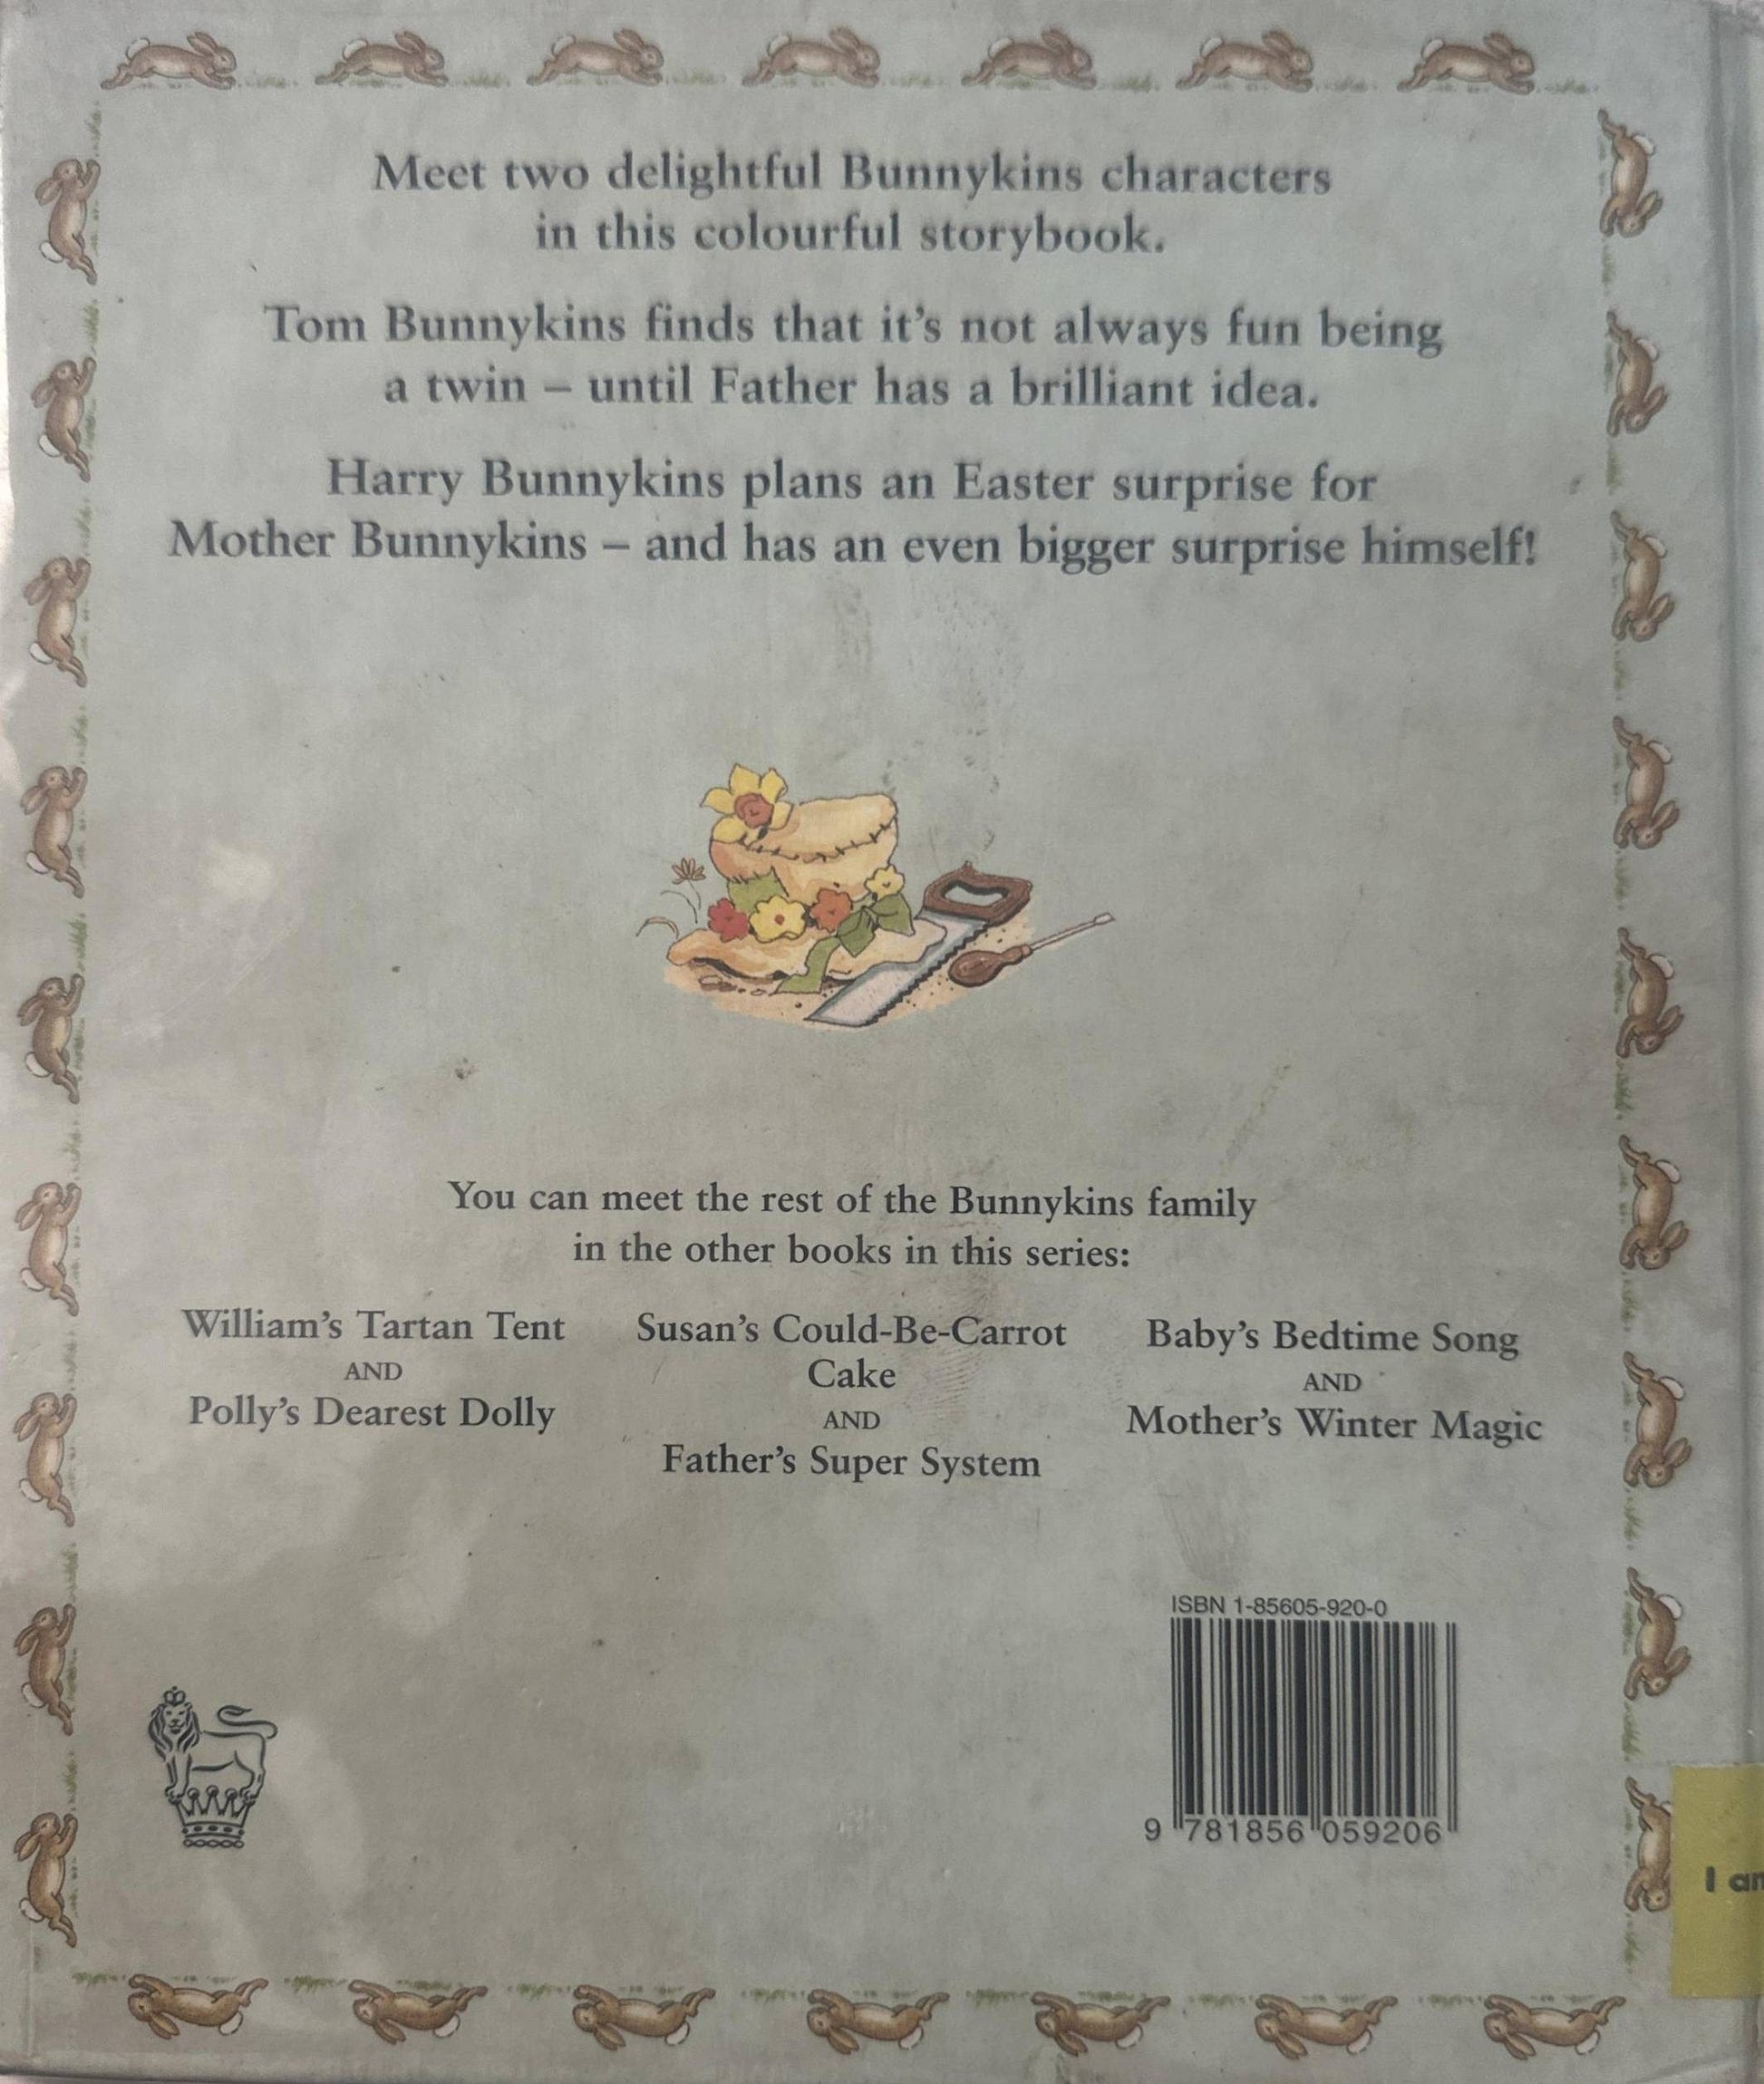 Meet two delightful Bunnykins characters
in this colourful storybook.
Tom Bunnykins finds that it's not always fun being
a twin – until Father has a brilliant idea.
Harry Bunnykins plans an Easter surprise for
Mother Bunnykins – and has an even bigger surprise himself!
You can meet the rest of the Bunnykins family
in the other books in this series:
William's Tartan Tent
AND
Polly's Dearest Dolly
Susan's Could-Be-Carrot
Cake
AND
Father's Super System
Baby's Bedtime Song
AND
Mother's Winter Magic
ISBN 1-85605-920-0
9 781856 059206
I